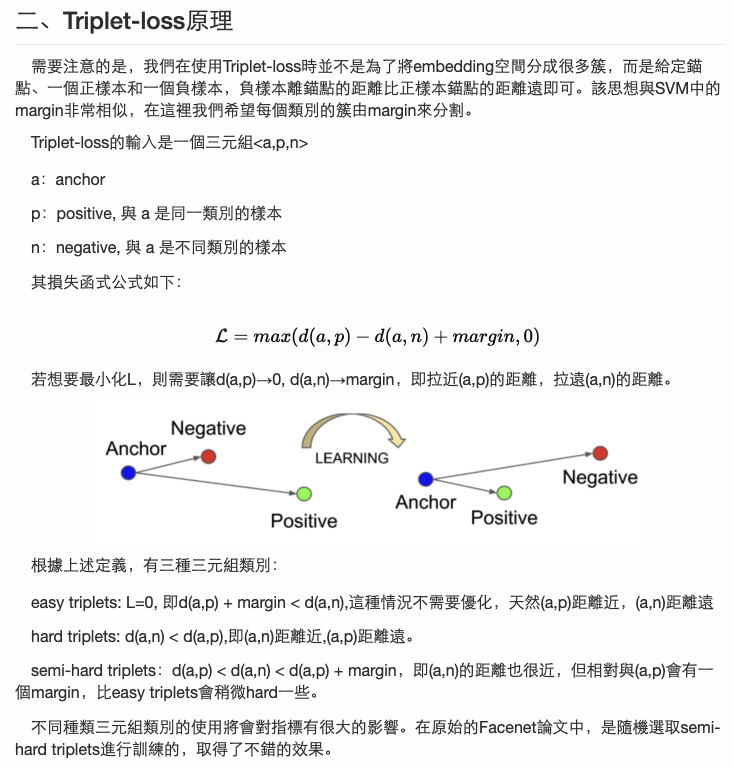 二、Triplet-loss原理
需要注意的是，我們在使用Triplet-loss時並不是為了將embedding空間分成很多簇，而是給定錨
點、一個正樣本和一個負樣本，負樣本離錨點的距離比正樣本錨點的距離遠即可。該思想與SVM中的
margin非常相似，在這裡我們希望每個類別的簇由margin來分割。
Triplet-loss的輸入是一個三元組<a,p,n>
a：anchor
p：positive, 與 a 是同一類別的樣本
n：negative, 與 a 是不同類別的樣本
其損失函式公式如下：
ℒ = max(d(a,p) − d(a,n) + margin, 0)
若想要最小化L，則需要讓d(a,p)→0, d(a,n)→margin，即拉近(a,p)的距離，拉遠(a,n)的距離。
Negative
Anchor
Positive
LEARNING
Negative
Anchor
Positive
根據上述定義，有三種三元組類別：
easy triplets: L=0, 即d(a,p) + margin < d(a,n),這種情況不需要優化，天然(a,p)距離近，(a,n)距離遠
hard triplets: d(a,n) < d(a,p),即(a,n)距離近,(a,p)距離遠。
semi-hard triplets：d(a,p) < d(a,n) < d(a,p) + margin，即(a,n)的距離也很近，但相對與(a,p)會有一
個margin，比easy triplets會稍微hard一些。
不同種類三元組類別的使用將會對指標有很大的影響。在原始的Facenet論文中，是隨機選取semi-
hard triplets進行訓練的，取得了不錯的效果。